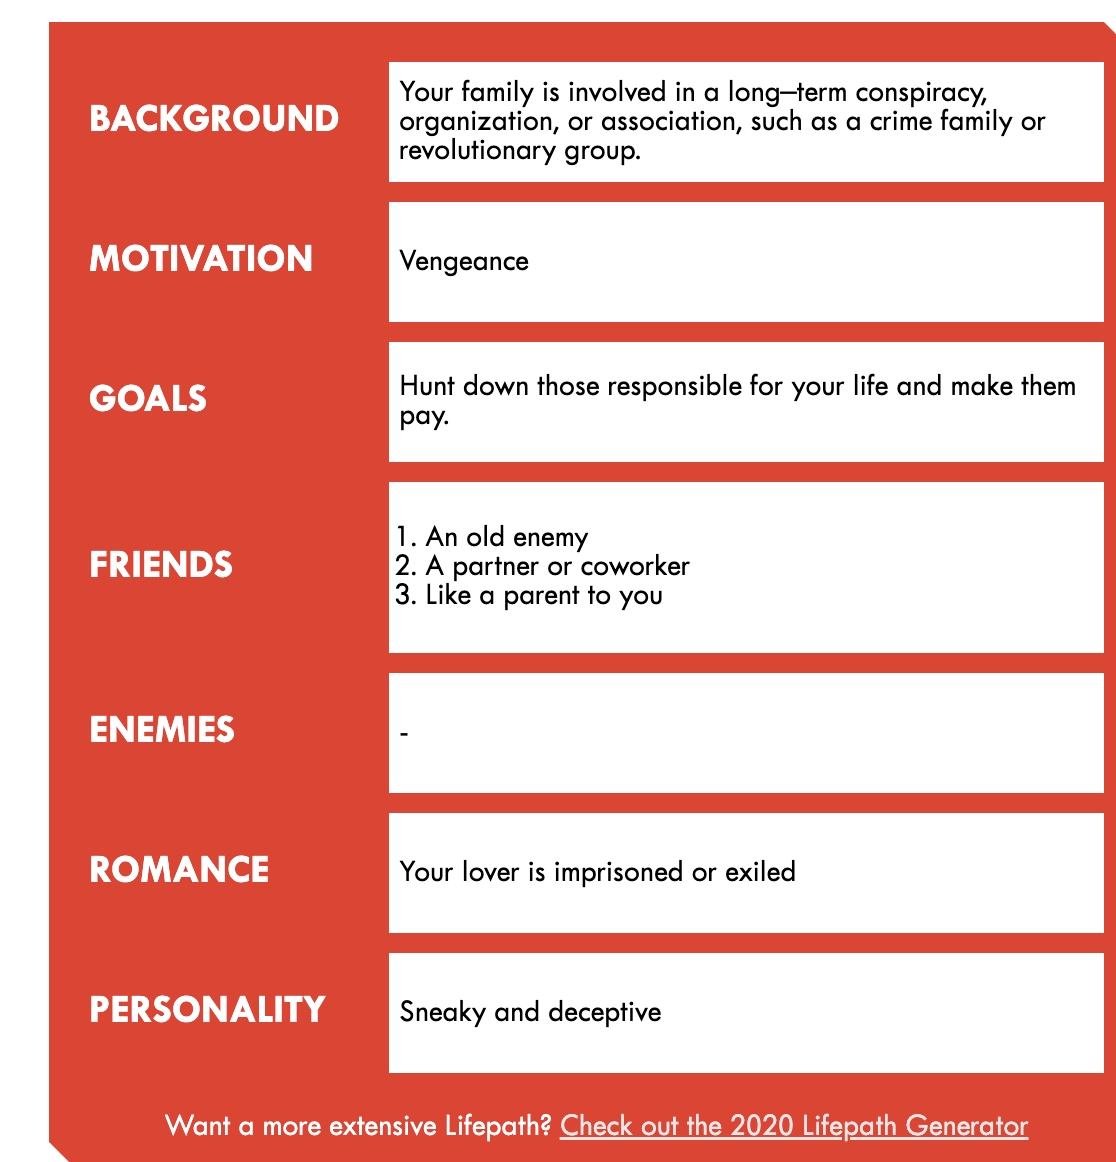 BACKGROUND
Your family is involved in a long—term conspiracy,
organization, or association, such as a crime family or
revolutionary group.
MOTIVATION
Vengeance
GOALS
Hunt down those responsible for your life and make them
pay.
FRIENDS
1. An old enemy
2. A partner or coworker
3. Like a parent to you
ENEMIES
-
ROMANCE
Your lover is imprisoned or exiled
PERSONALITY
Sneaky and deceptive
Want a more extensive Lifepath? Check out the 2020 Lifepath Generator